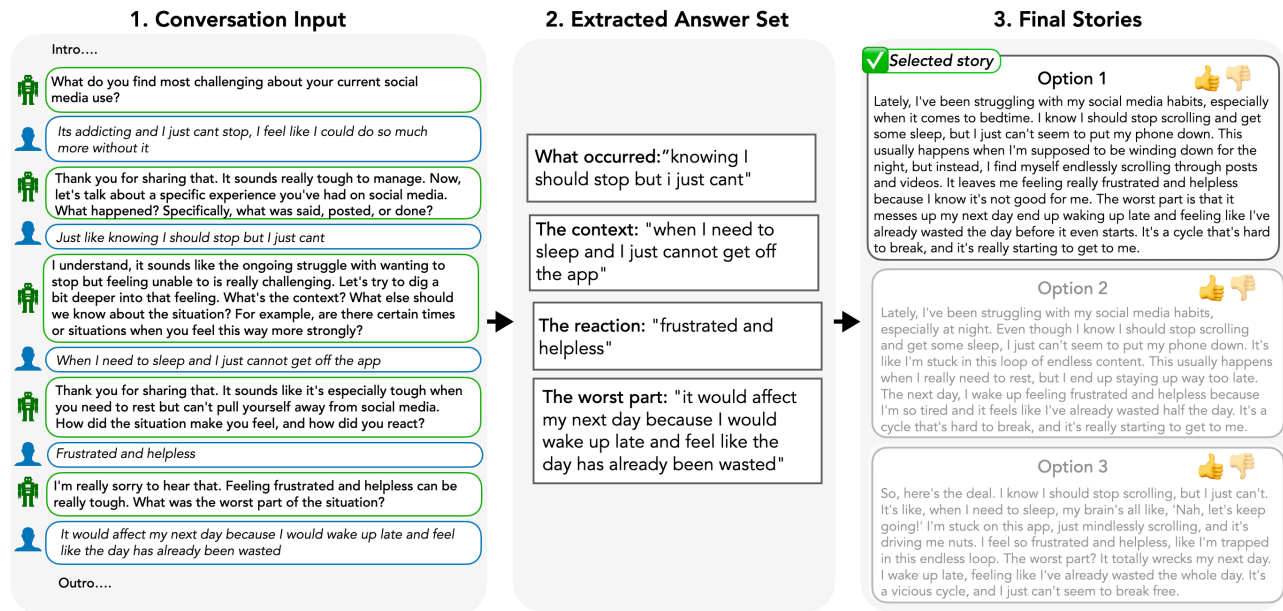 1. Conversation Input
Intro....
What do you find most challenging about your current social
media use?
Its addicting and I just cant stop, I feel like I could do so much
more without it
Thank you for sharing that. It sounds really tough to manage. Now,
let's talk about a specific experience you've had on social media.
What happened? Specifically, what was said, posted, or done?
Just like knowing I should stop but I just cant
I understand, it sounds like the ongoing struggle with wanting to
stop but feeling unable to is really challenging. Let's try to dig a
bit deeper into that feeling. What's the context? What else should
we know about the situation? For example, are there certain times
or situations when you feel this way more strongly?
When I need to sleep and I just cannot get off the app
Thank you for sharing that. It sounds like it's especially tough when
you need to rest but can't pull yourself away from social media.
How did the situation make you feel, and how did you react?
Frustrated and helpless
I'm really sorry to hear that. Feeling frustrated and helpless can be
really tough. What was the worst part of the situation?
It would affect my next day because I would wake up late and feel
like the day has already been wasted
Outro....
2. Extracted Answer Set
What occurred:"knowing I
should stop but i just cant"
The context: "when I need to
sleep and I just cannot get off
the app"
The reaction: "frustrated and
helpless"
The worst part: "it would affect
my next day because I would
wake up late and feel like the
day has already been wasted"
3. Final Stories
Selected story
Option 1
Lately, I've been struggling with my social media habits, especially
when it comes to bedtime. I know I should stop scrolling and get
some sleep, but I just can't seem to put my phone down. This
usually happens when I'm supposed to be winding down for the
night, but instead, I find myself endlessly scrolling through posts
and videos. It leaves me feeling really frustrated and helpless
because I know it's not good for me. The worst part is that it
messes up my next day end up waking up late and feeling like I've
already wasted the day before it even starts. It's a cycle that's hard
to break, and it's really starting to get to me.
Option 2
Lately, I've been struggling with my social media habits,
especially at night. Even though I know I should stop scrolling
and get some sleep, I just can't seem to put my phone down. It's
like I'm stuck in this loop of endless content. This usually happens
when I really need to rest, but I end up staying up way too late.
The next day, I wake up feeling frustrated and helpless because
I'm so tired and it feels like I've already wasted half the day. It's a
cycle that's hard to break, and it's really starting to get to me.
Option 3
So, here's the deal. I know I should stop scrolling, but I just can't.
It's like, when I need to sleep, my brain's all like, 'Nah, let's keep
going!' I'm stuck on this app, just mindlessly scrolling, and it's
driving me nuts. I feel so frustrated and helpless, like I'm trapped
in this endless loop. The worst part? It totally wrecks my next day.
I wake up late, feeling like I've already wasted the whole day. It's
a vicious cycle, and I just can't seem to break free.